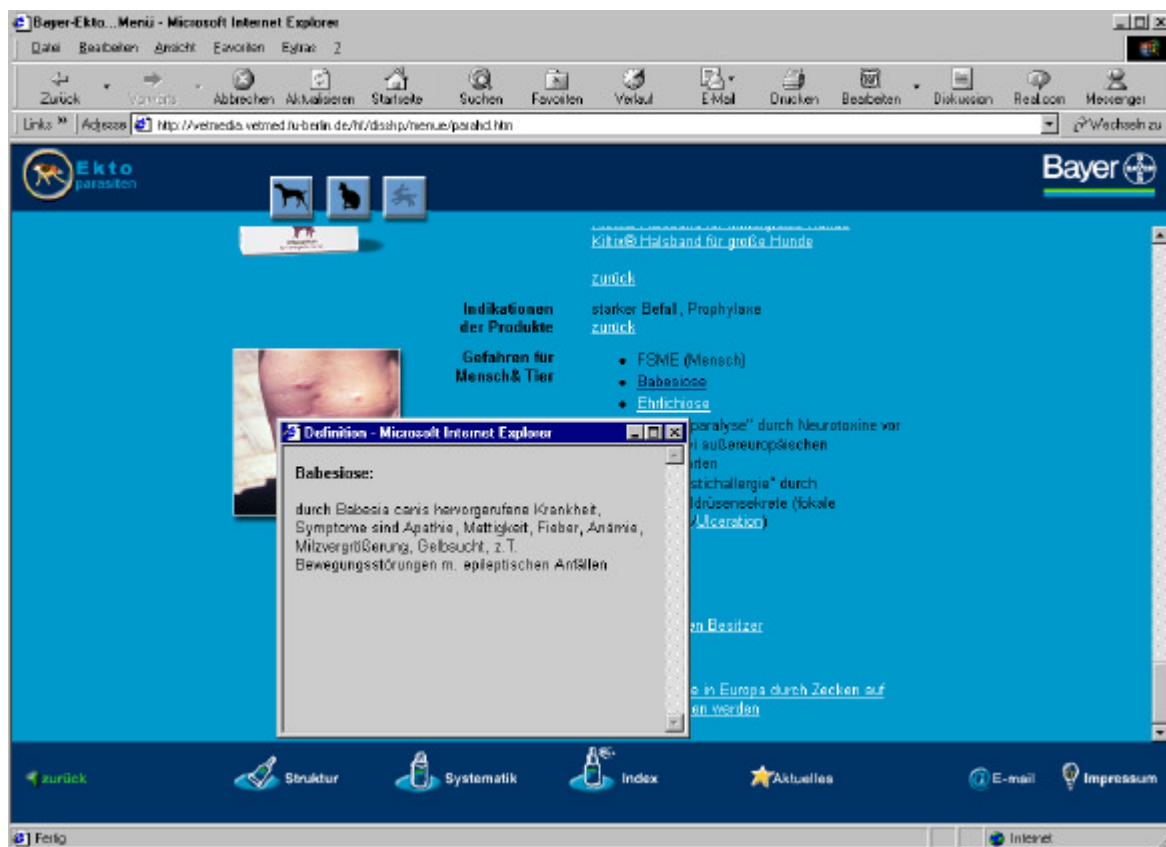 Bayer-Ekto...Menü - Microsoft Internet Explorer
Datei Bearbeiten Ansicht Favoriten Extras ?
Zurück Vorwärts Abbrechen Aktualisieren Startseite Suchen Favoriten Verlauf E-Mail Drucken Bearbeiten Diskussion Real.com Messenger
Links » Adresse http://vetmedia.vetmed.fu-berlin.de/hf/disshp/menue/parahd.htm Wechseln zu
Ekto
parasiten
Bayer
Kiltix® Halsband für große Hunde
zurück
Indikationen
der Produkte
starker Befall, Prophylaxe
zurück
Gefahren für
Mensch& Tier
• FSME (Mensch)
• Babesiose
• Ehrlichiose
paralyse" durch Neurotoxine vor
i außereuropäischen
rten
stichallergie" durch
ldrüsensekrete (fokale
/Ulceration)
en Besitzer
e in Europa durch Zecken auf
en werden
Definition - Microsoft Internet Explorer
Babesiose:
durch Babesia canis hervorgerufene Krankheit,
Symptome sind Apathie, Mattigkeit, Fieber, Anämie,
Milzvergrößerung, Gelbsucht, z.T.
Bewegungsstörungen m. epileptischen Anfällen
zurück Struktur Systematik Index Aktuelles E-mail Impressum
Fertig Internet